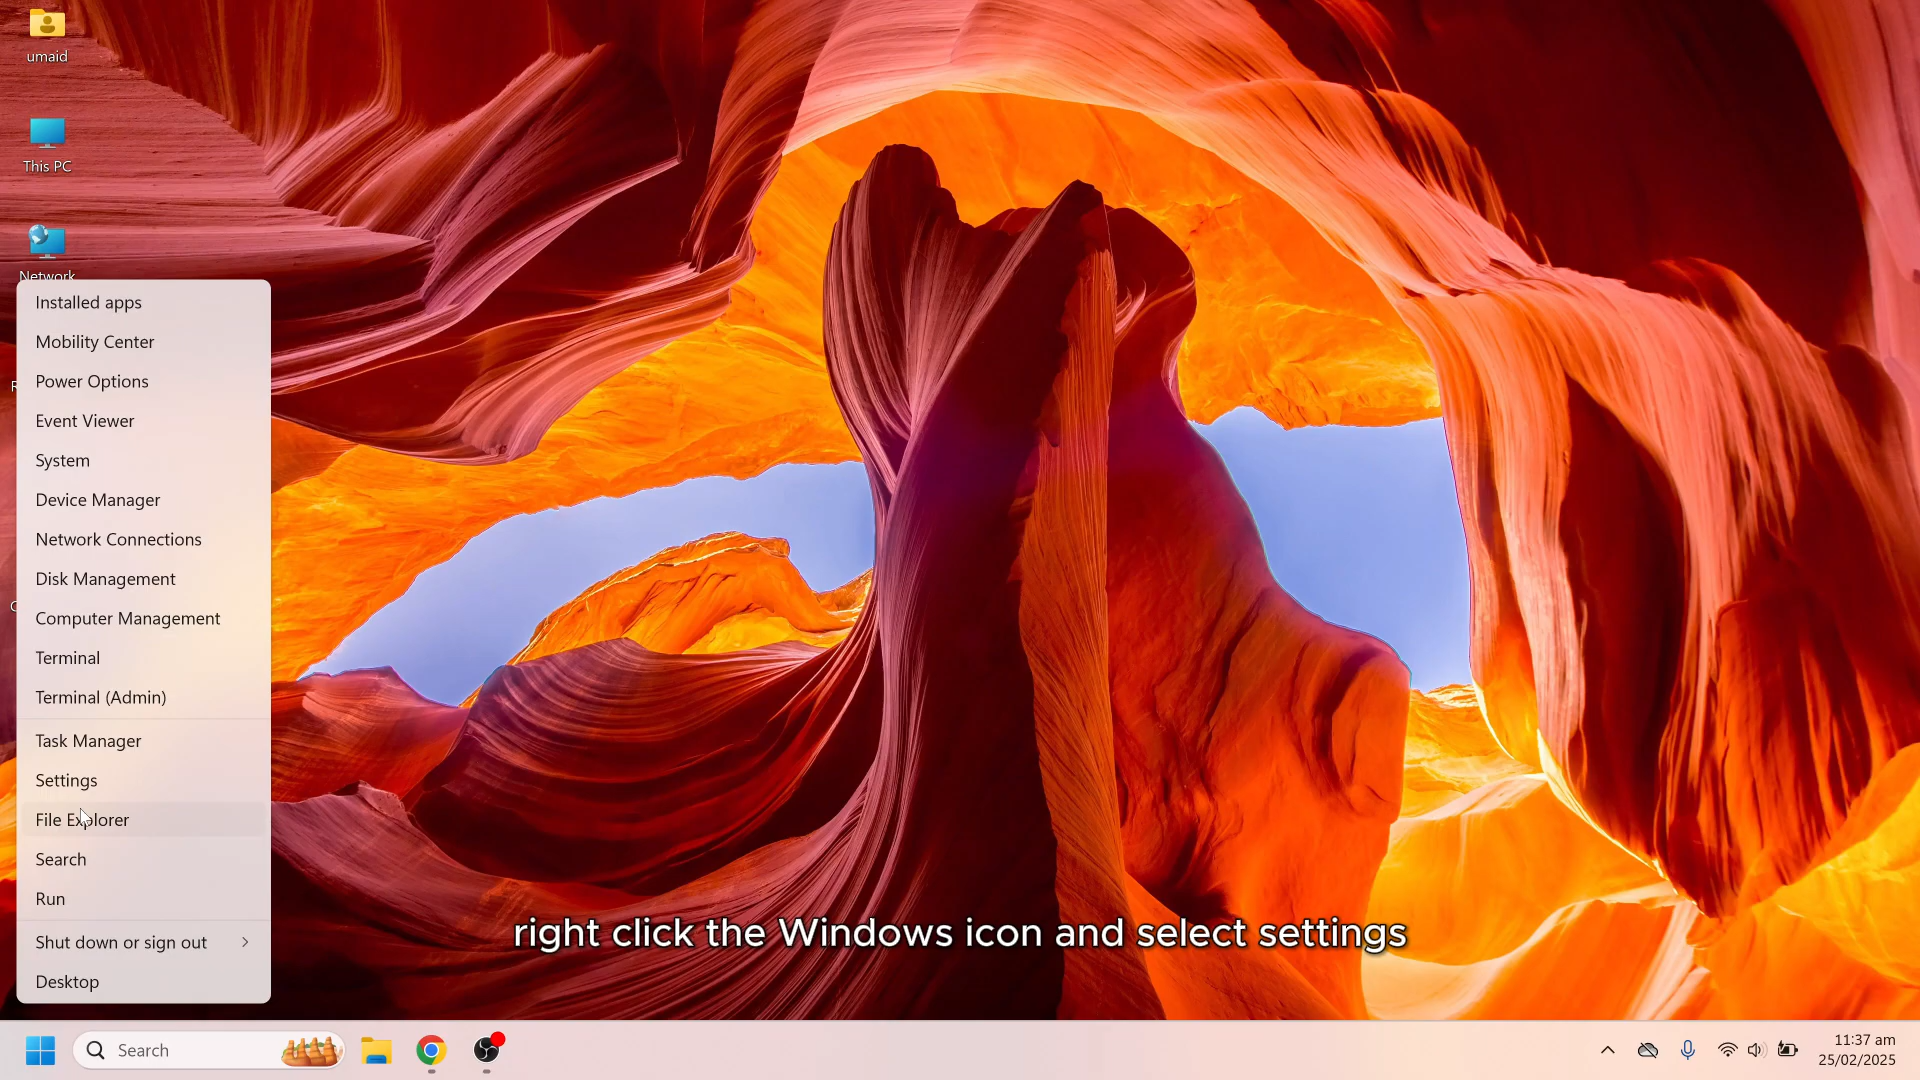 umaid
This PC
Network
Installed apps
Mobility Center
Power Options
Event Viewer
System
Device Manager
Network Connections
Disk Management
Computer Management
Terminal
Terminal (Admin)
Task Manager
Settings
File Explorer
Search
Run
Shut down or sign out
Desktop
right click the Windows icon and select settings
Search
11:37 am
25/02/2025